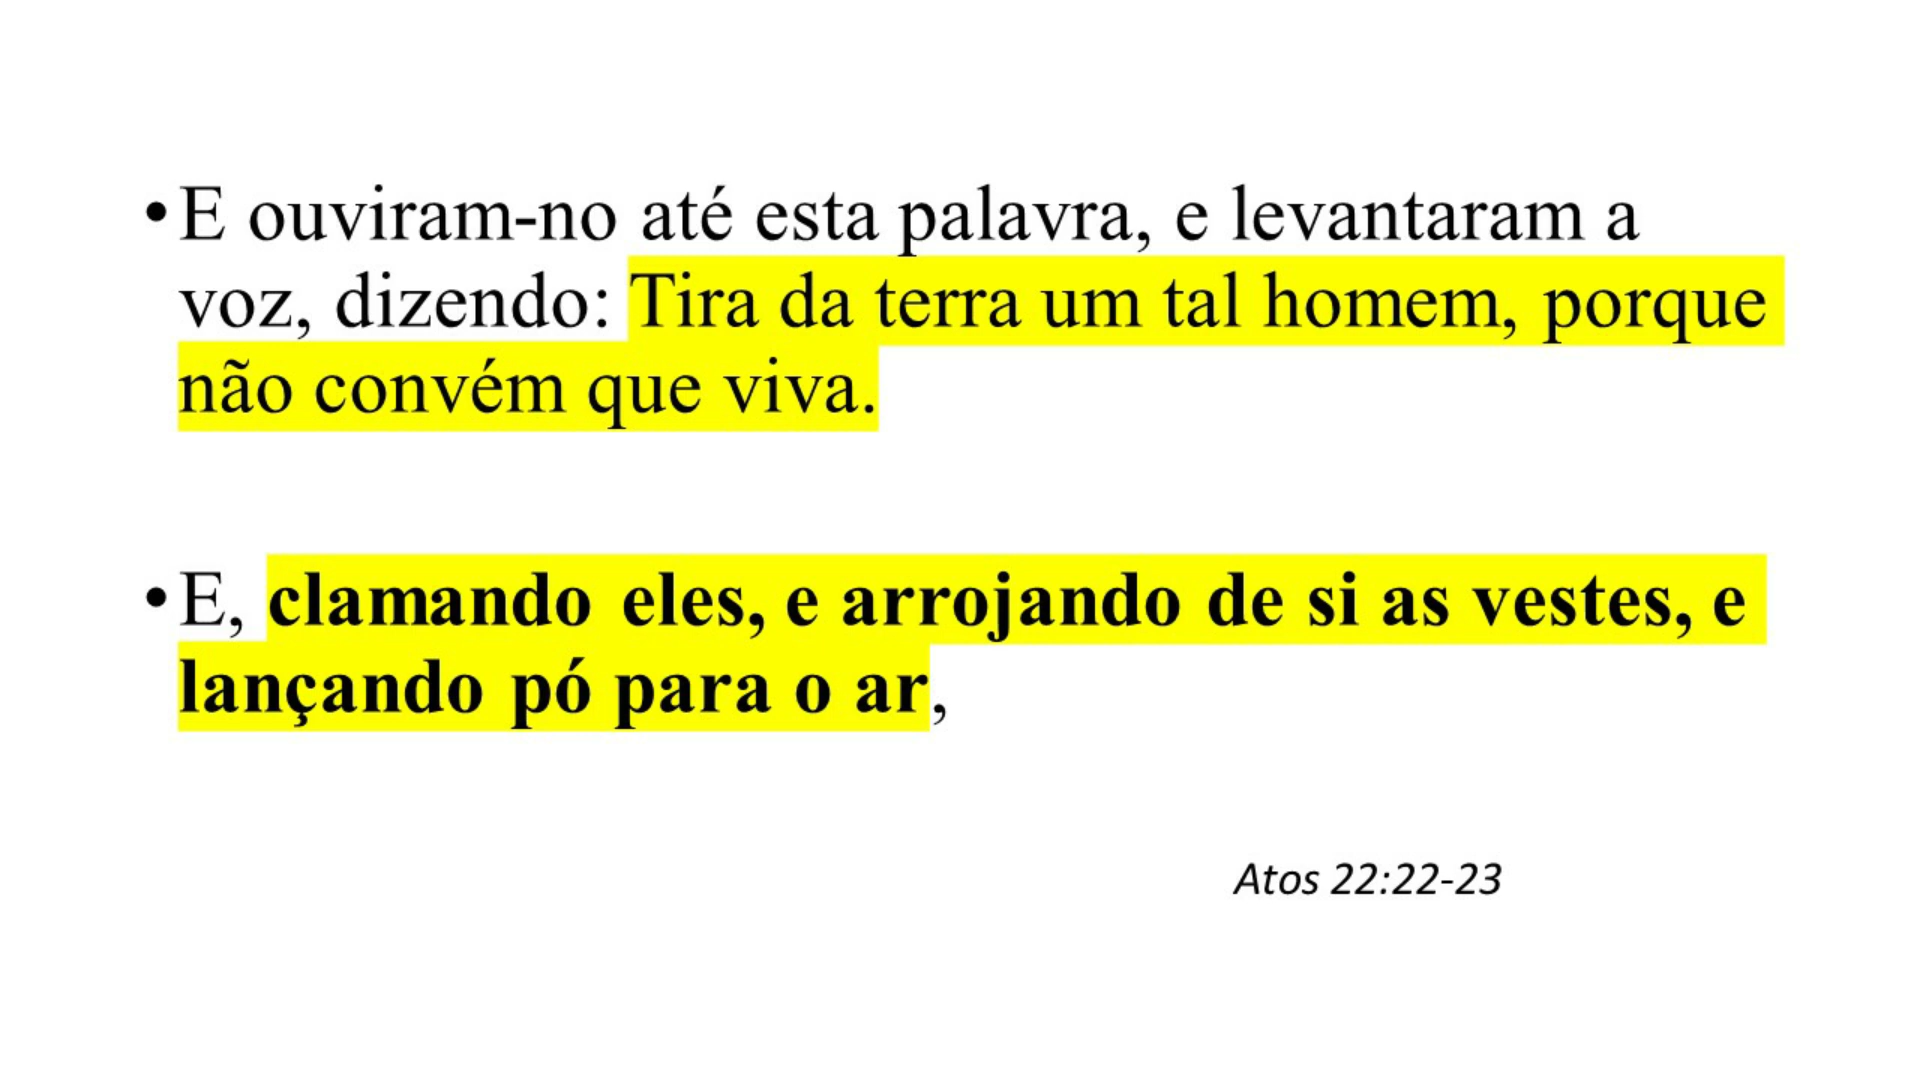 • E ouviram-no até esta palavra, e levantaram a
voz, dizendo: Tira da terra um tal homem, porque
não convém que viva.
• E, clamando eles, e arrojando de si as vestes, e
lançando pó para o ar,
Atos 22:22-23